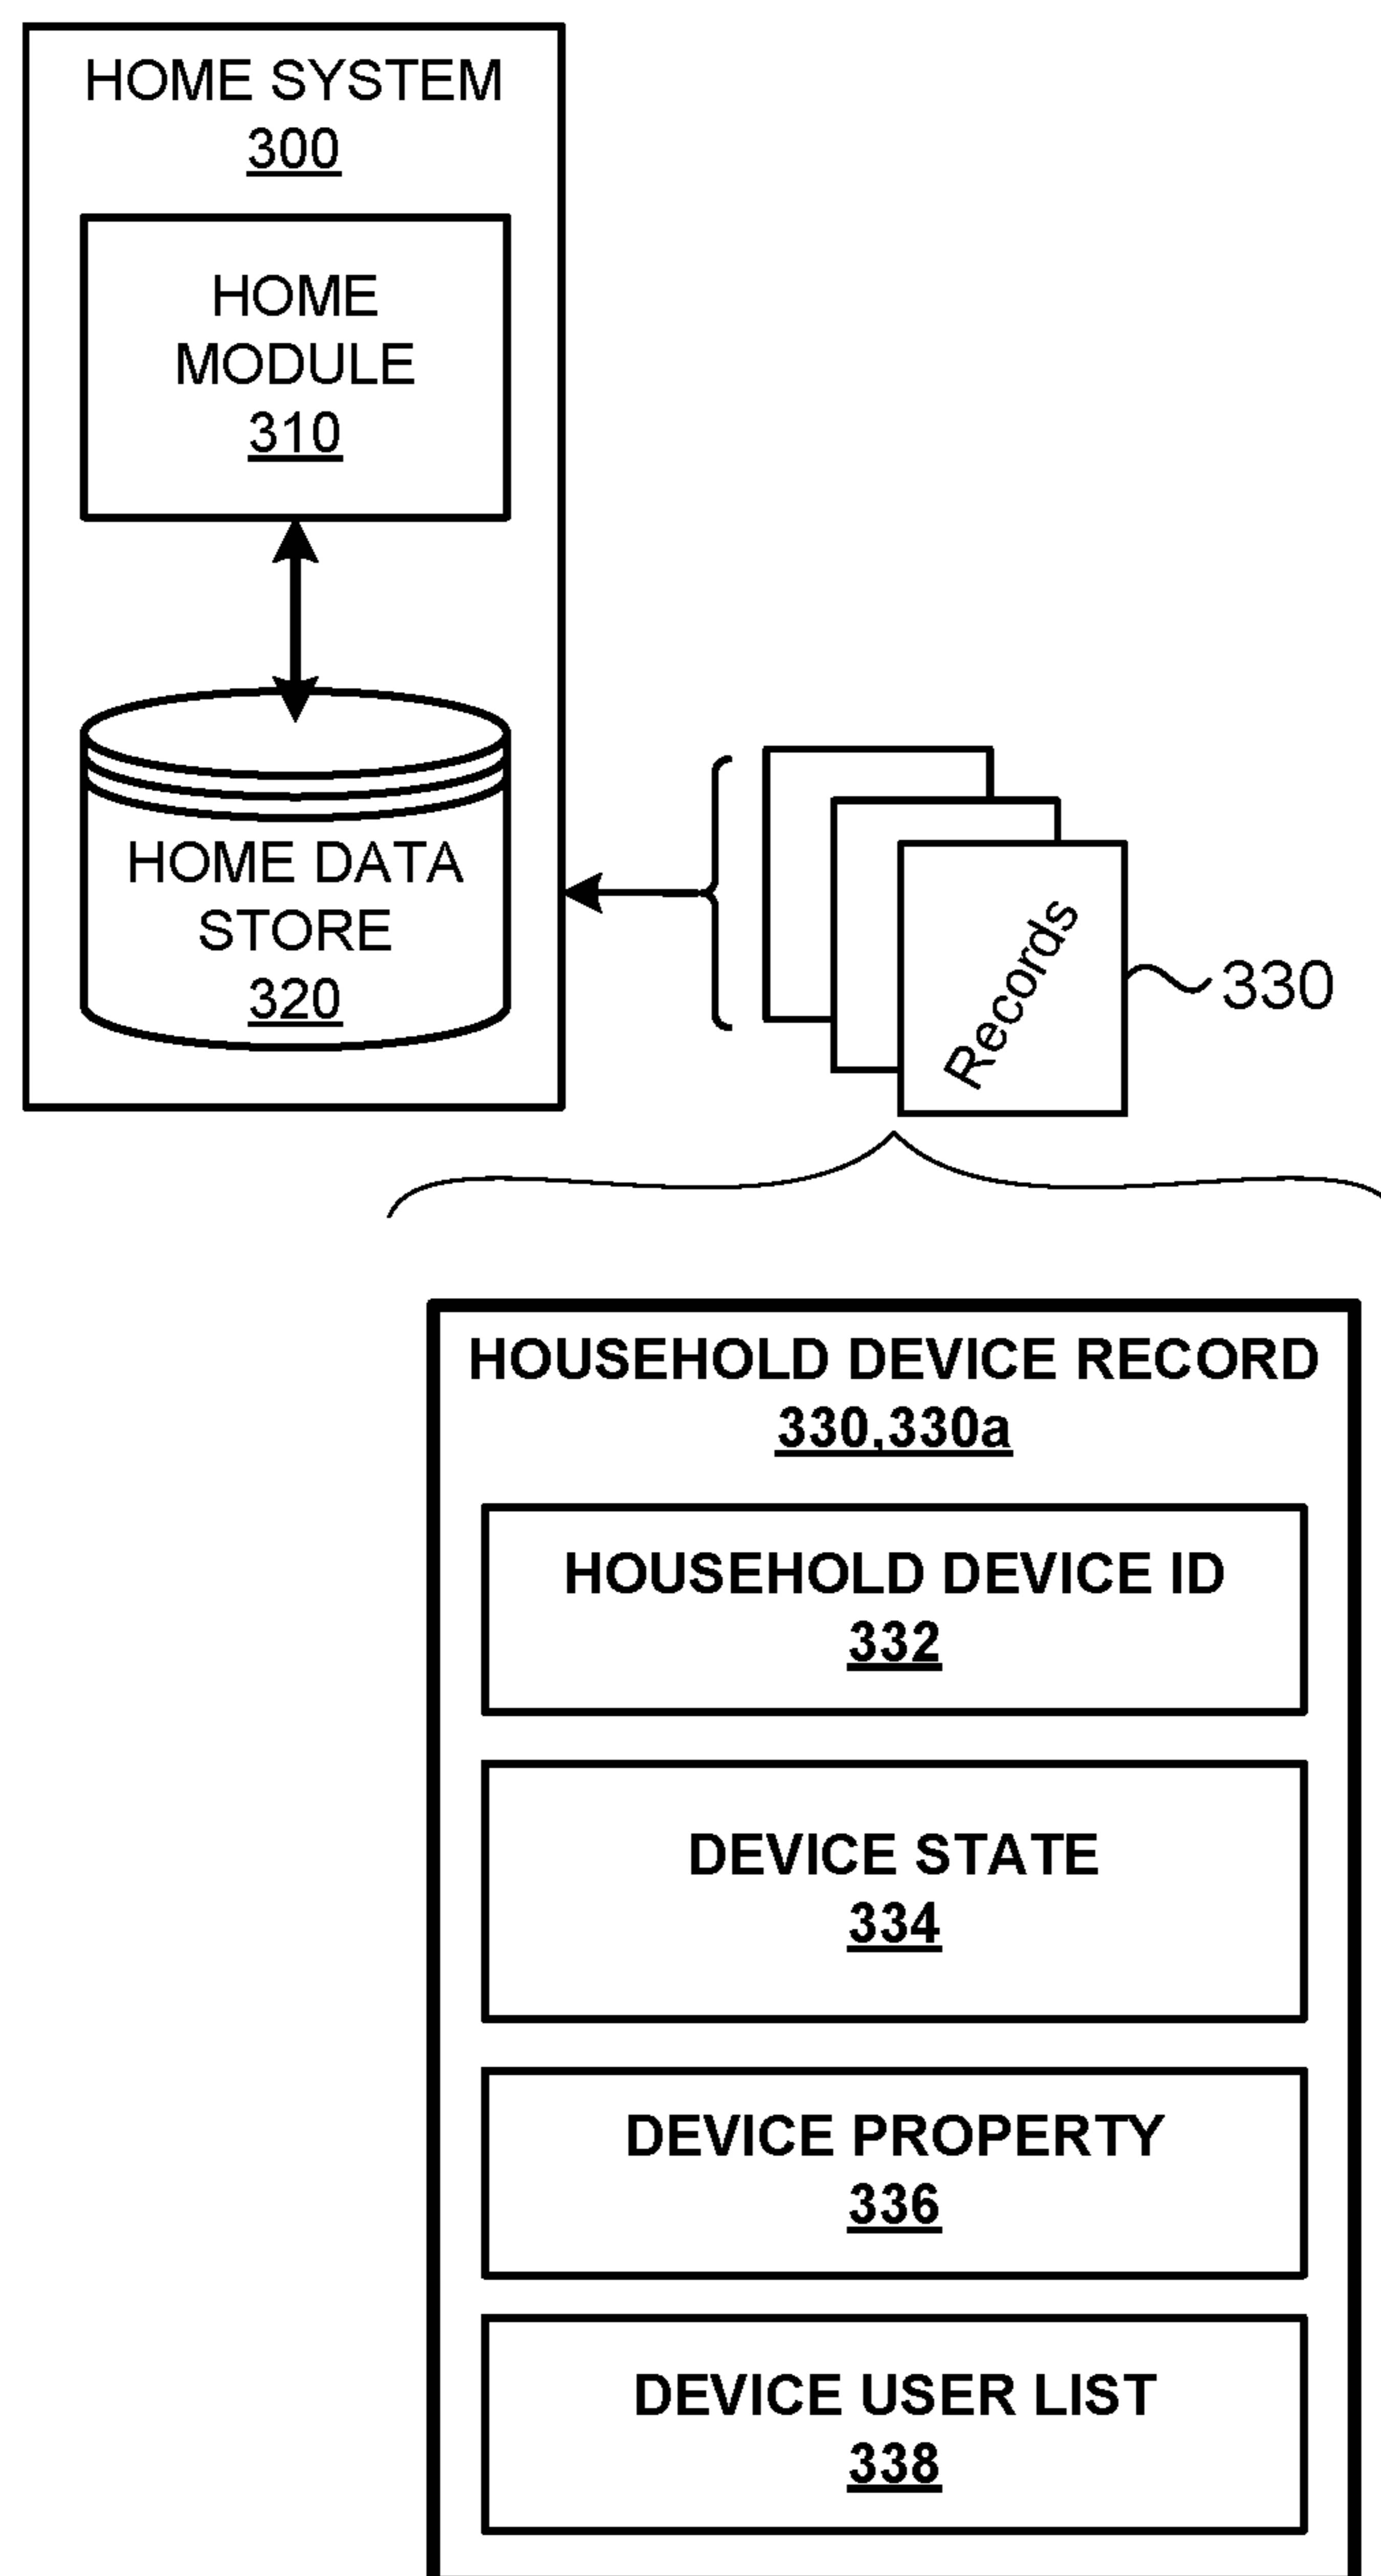 HOME SYSTEM
300
HOME
MODULE
310
HOME DATA
STORE
320
Records
330
HOUSEHOLD DEVICE RECORD
330,330a
HOUSEHOLD DEVICE ID
332
DEVICE STATE
334
DEVICE PROPERTY
336
DEVICE USER LIST
338